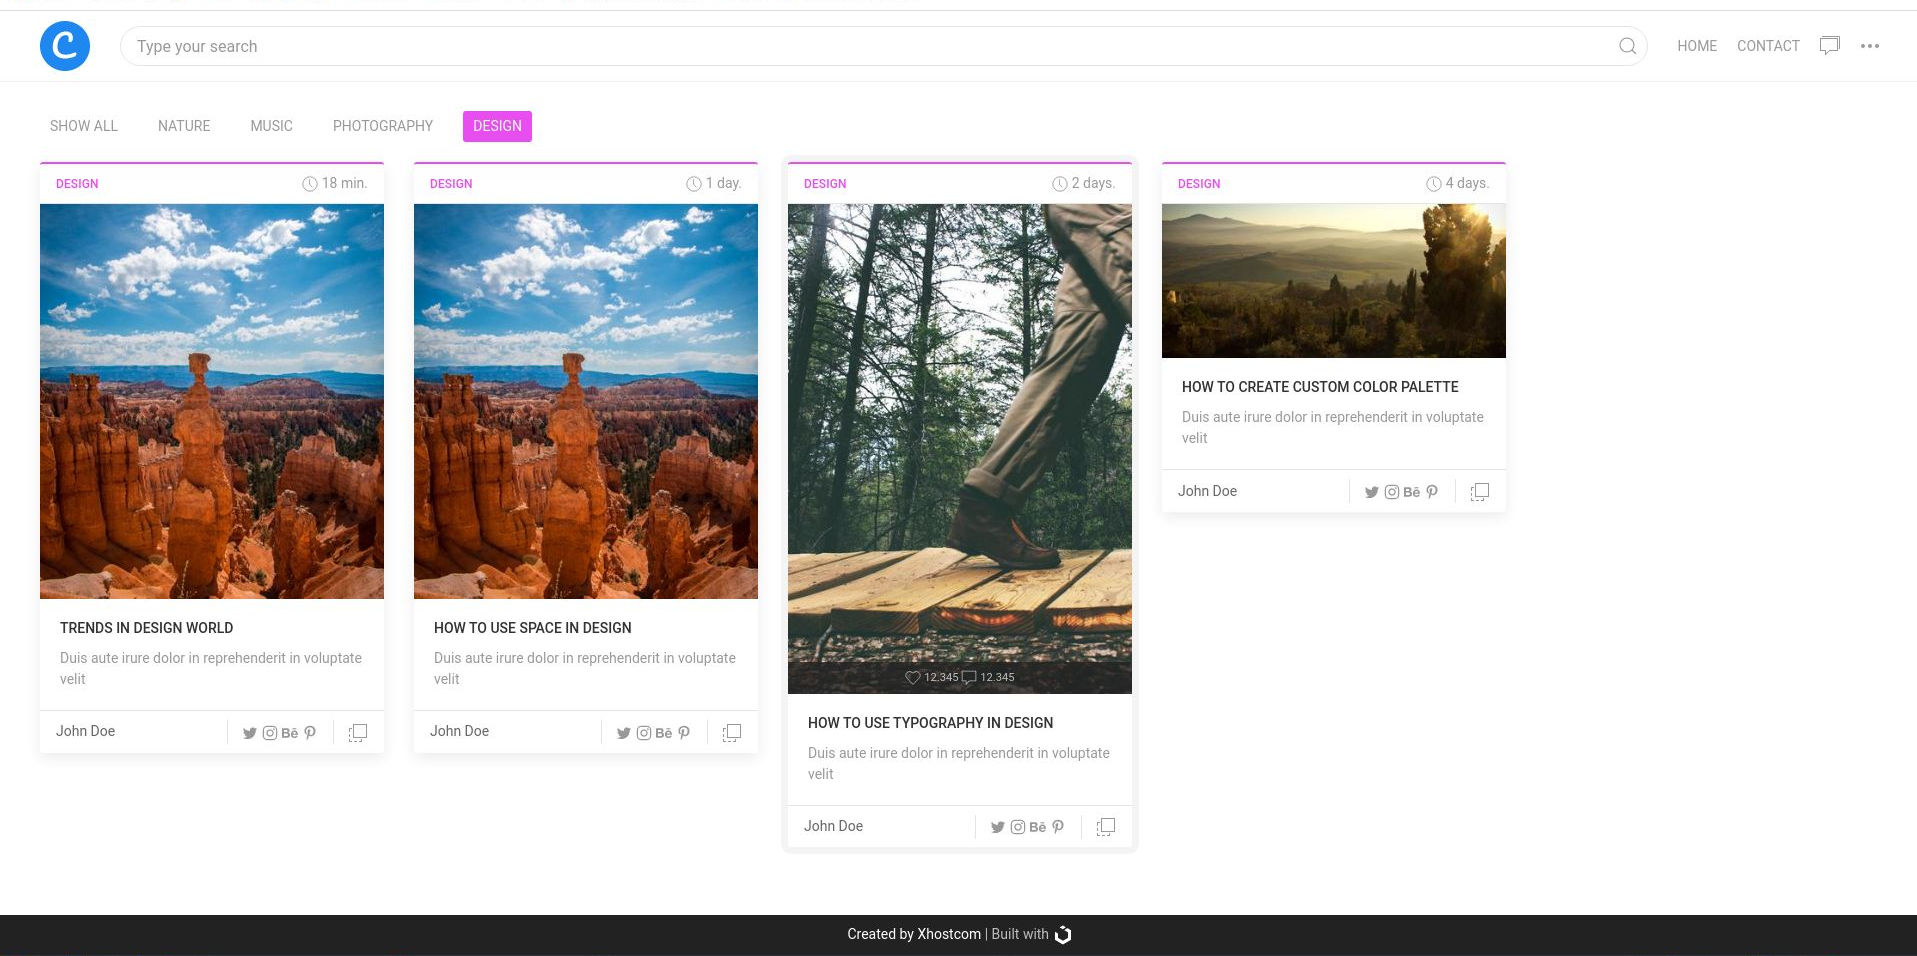 C
Type your search
HOME CONTACT
SHOW ALL NATURE MUSIC PHOTOGRAPHY DESIGN
DESIGN 18 min.
TRENDS IN DESIGN WORLD
Duis aute irure dolor in reprehenderit in voluptate
velit
John Doe Bē
DESIGN 1 day.
HOW TO USE SPACE IN DESIGN
Duis aute irure dolor in reprehenderit in voluptate
velit
John Doe Bē
DESIGN 2 days.
12.345 12.345
HOW TO USE TYPOGRAPHY IN DESIGN
Duis aute irure dolor in reprehenderit in voluptate
velit
John Doe Bē
DESIGN 4 days.
HOW TO CREATE CUSTOM COLOR PALETTE
Duis aute irure dolor in reprehenderit in voluptate
velit
John Doe Bē
Created by Xhostcom | Built with